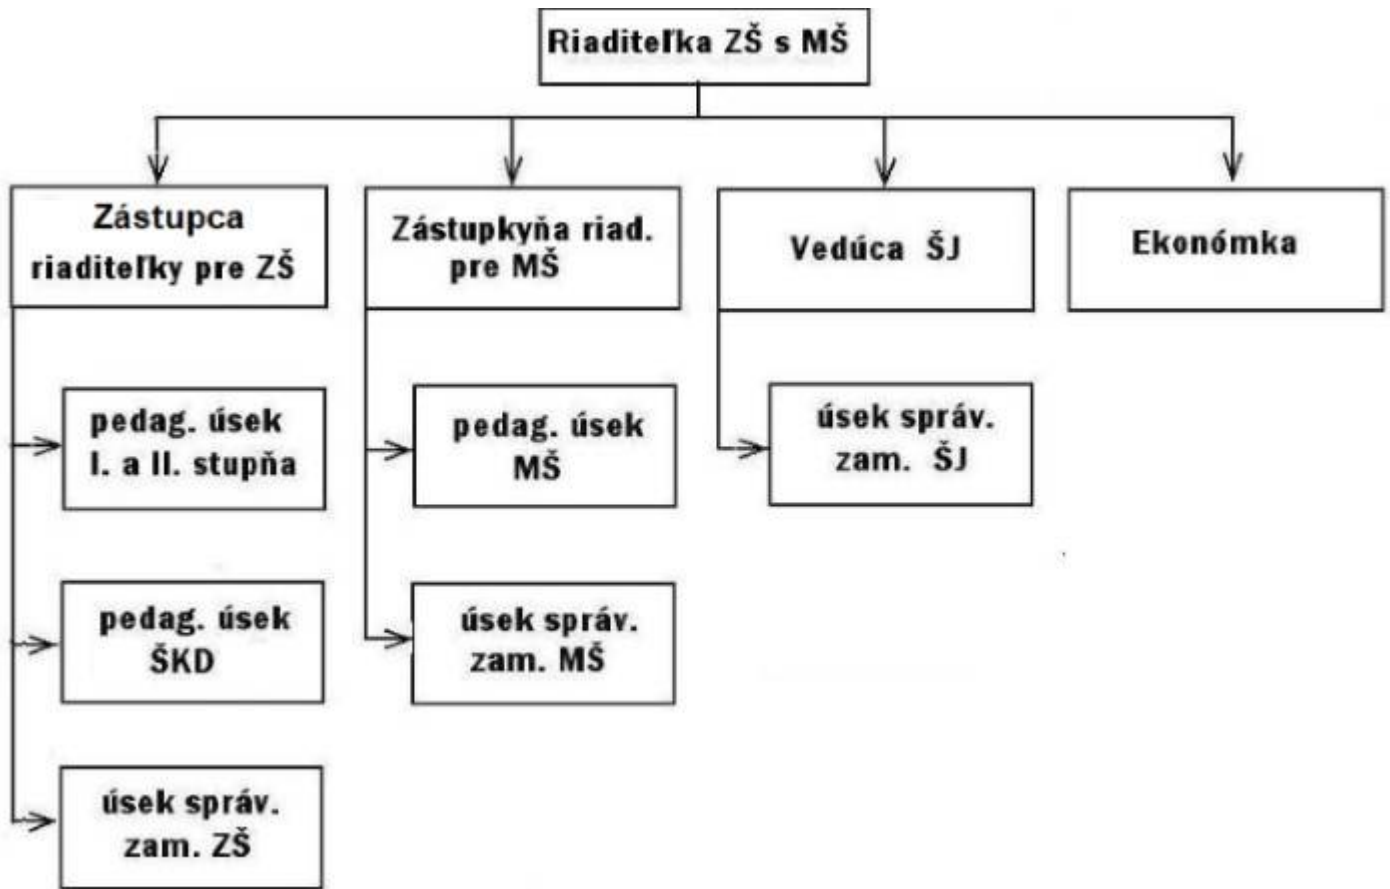 Riaditeľka ZŠ s MŠ
Zástupca
riaditeľky pre ZŠ
Zástupkyňa riad.
pre MŠ
Vedúca ŠJ
Ekonómka
pedag. úsek
I. a II. stupňa
pedag. úsek
MŠ
úsek správ.
zam. ŠJ
pedag. úsek
ŠKD
úsek správ.
zam. MŠ
úsek správ.
zam. ZŠ